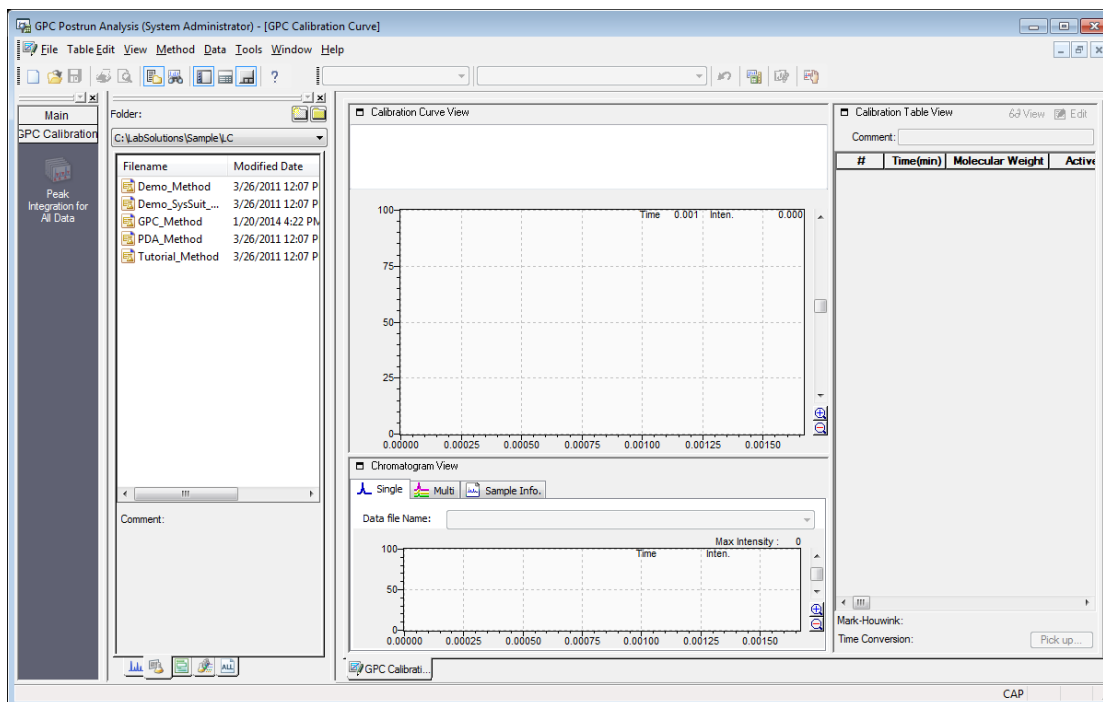 GPC Postrun Analysis (System Administrator) - [GPC Calibration Curve]
File Table Edit View Method Data Tools Window Help
Main
GPC Calibration
Peak
Integration for
All Data
Folder:
C:\LabSolutions\Sample\LC
Filename Modified Date
Demo_Method 3/26/2011 12:07 P
Demo_SysSuit_... 3/26/2011 12:07 P
GPC_Method 1/20/2014 4:22 PM
PDA_Method 3/26/2011 12:07 P
Tutorial_Method 3/26/2011 12:07 P
Comment:
ALL
Calibration Curve View
Time 0.001 Inten. 0.000
100
75
50
25
0
0.00000 0.00025 0.00050 0.00075 0.00100 0.00125 0.00150
Chromatogram View
Single Multi Sample Info.
Data file Name:
Max Intensity : 0
Time Inten.
100
50
0
0.00000 0.00025 0.00050 0.00075 0.00100 0.00125 0.00150
GPC Calibrati...
Calibration Table View View Edit
Comment:
# Time(min) Molecular Weight Active
Mark-Houwink:
Time Conversion: Pick up...
CAP